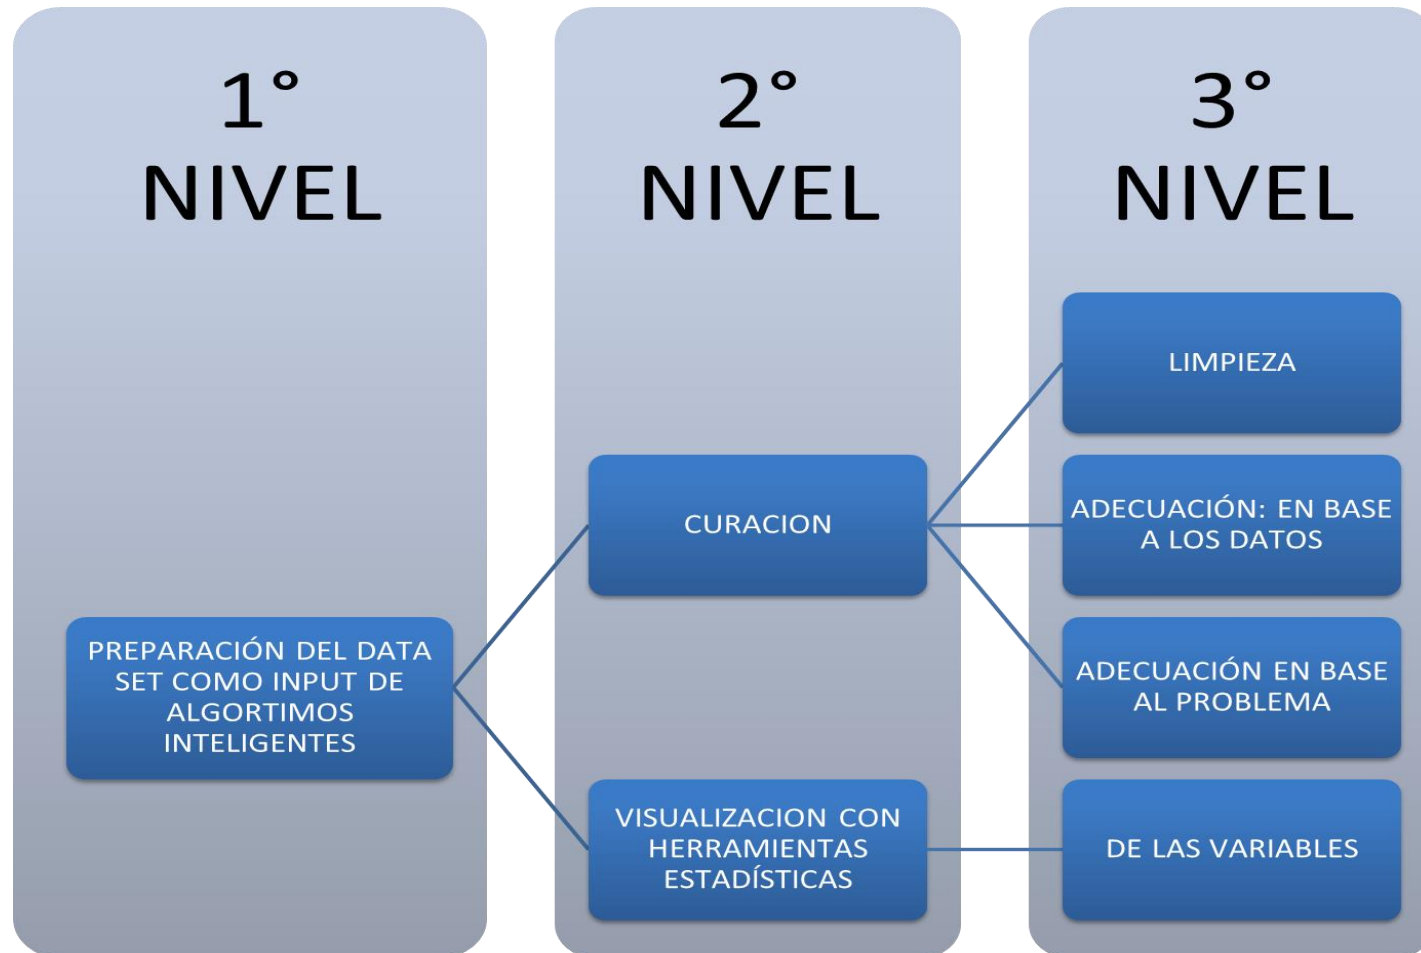 1°
NIVEL
2°
NIVEL
3°
NIVEL
PREPARACIÓN DEL DATA
SET COMO INPUT DE
ALGORTIMOS
INTELIGENTES
CURACION
VISUALIZACION CON
HERRAMIENTAS
ESTADÍSTICAS
LIMPIEZA
ADECUACIÓN: EN BASE
A LOS DATOS
ADECUACIÓN EN BASE
AL PROBLEMA
DE LAS VARIABLES